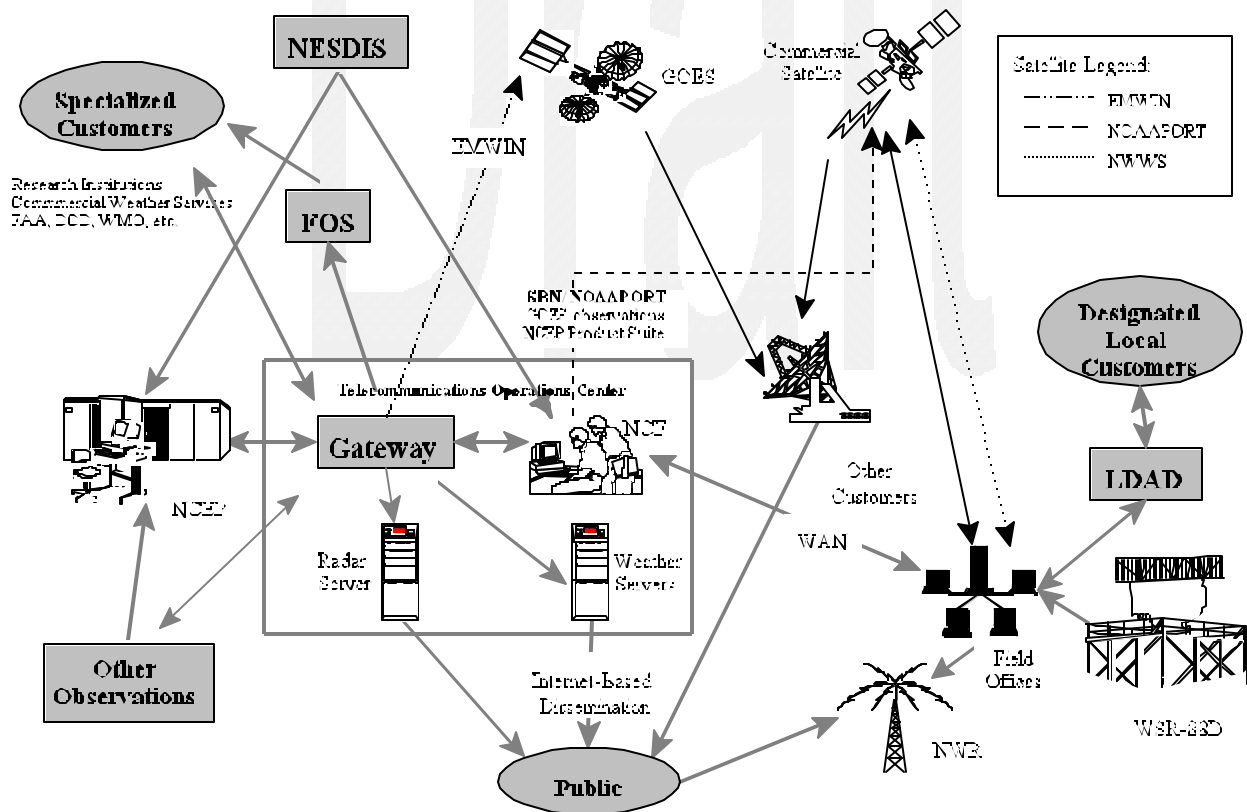 NESDIS
GOES
Commercial
Satellite
Satellite Legend:
EMWIN
NOAAPORT
NWWS
Specialized
Customers
EMWIN
Research Institutions
Commercial Weather Services
FAA, DOD, WMO, etc.
FOS
SBN/NOAAPORT
GOES observations
NCEP Product Suite
Designated
Local
Customers
Telecommunications Operations Center
Gateway
NCF
NCEP
Other
Customers
LDAD
WAN
Radar
Server
Weather
Servers
Other
Observations
Internet-Based
Dissemination
Field
Offices
WSR-88D
NWR
Public
Draft